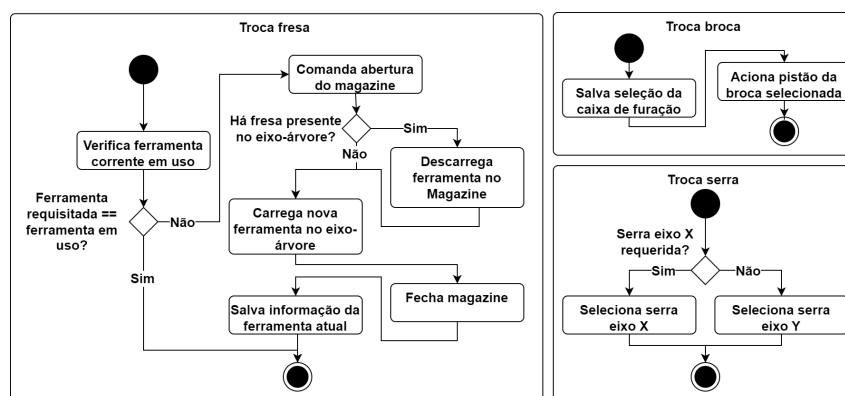 Troca fresa
Comanda abertura
do magazine
Há fresa presente
no eixo-árvore?
Sim
Não
Verifica ferramenta
corrente em uso
Descarrega
ferramenta no
Magazine
Ferramenta
requisitada ==
ferramenta em
uso?
Não
Carrega nova
ferramenta no eixo-
árvore
Sim
Fecha magazine
Salva informação da
ferramenta atual
Troca broca
Salva seleção da
caixa de furação
Aciona pistão da
broca selecionada
Troca serra
Serra eixo X
requerida?
Sim
Não
Seleciona serra
eixo X
Seleciona serra
eixo Y